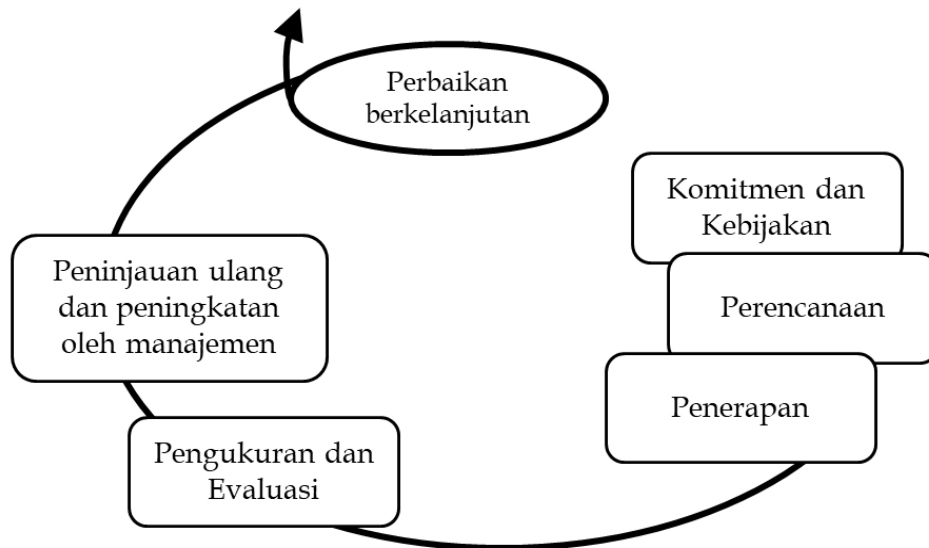 Perbaikan
berkelanjutan
Komitmen dan
Kebijakan
Perencanaan
Penerapan
Pengukuran dan
Evaluasi
Peninjauan ulang
dan peningkatan
oleh manajemen